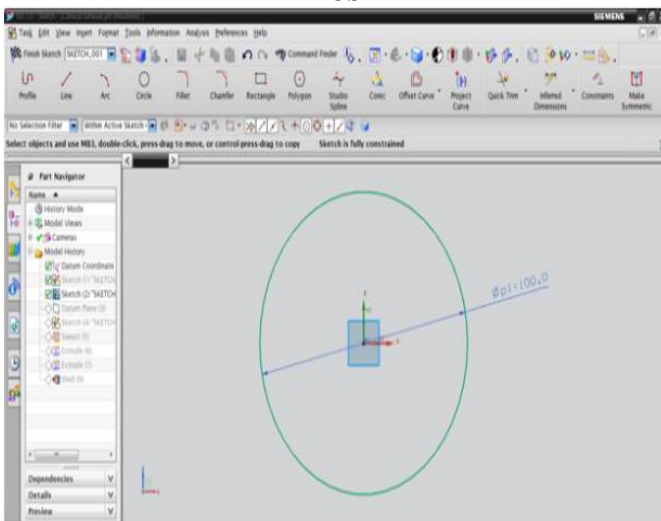 SIEMENS
Task Edit View Insert Format Tools Information Analysis Preferences Help
Finish Sketch SKETCH_001 Command Finder
Profile Line Arc Circle Fillet Chamfer Rectangle Polygon Studio Spline Conic Offset Curve Project Curve Quick Trim Inferred Dimensions Constraints Make Symmetric
No Selection Filter Within Active Sketch
Select objects and use MB3, double-click, press-drag to move, or control-press-drag to copy Sketch is fully constrained
Part Navigator
Name
History Mode
Model Views
Cameras
Model History
Datum Coordinate
Sketch (1) "SKETC
Sketch (2) "SKETCH
Datum Plane (3)
Sketch (4) "SKETCH
Swept (5)
Extrude (6)
Extrude (7)
Shell (9)
Dependencies
Details
Preview
Øp1:100.0